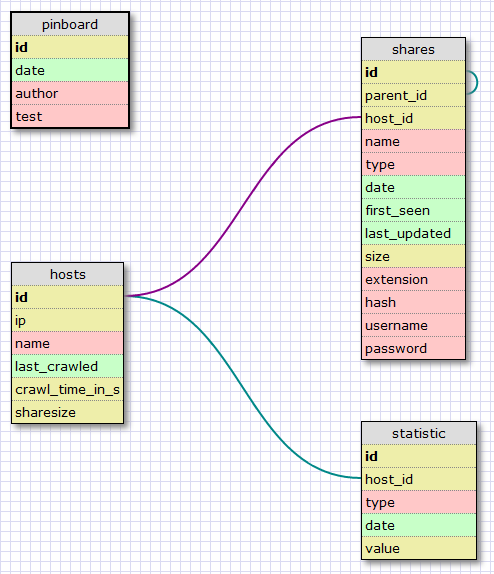 pinboard
id
date
author
test
shares
id
parent_id
host_id
name
type
date
first_seen
last_updated
size
extension
hash
username
password
hosts
id
ip
name
last_crawled
crawl_time_in_s
sharesize
statistic
id
host_id
type
date
value